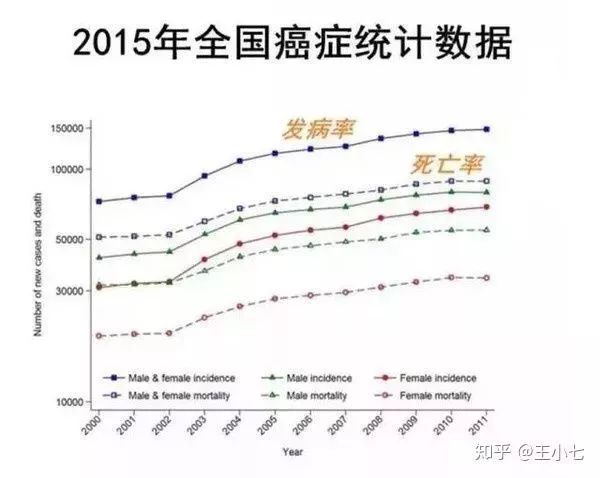 2015年全国癌症统计数据
发病率
死亡率
150000
100000
50000
30000
10000
Number of new cases and death
Male & female incidence
Male incidence
Female incidence
Male & female mortality
Male mortality
Female mortality
2000
2001
2002
2003
2004
2005
2006
2007
2008
2009
2010
2011
Year
知乎 @王小七